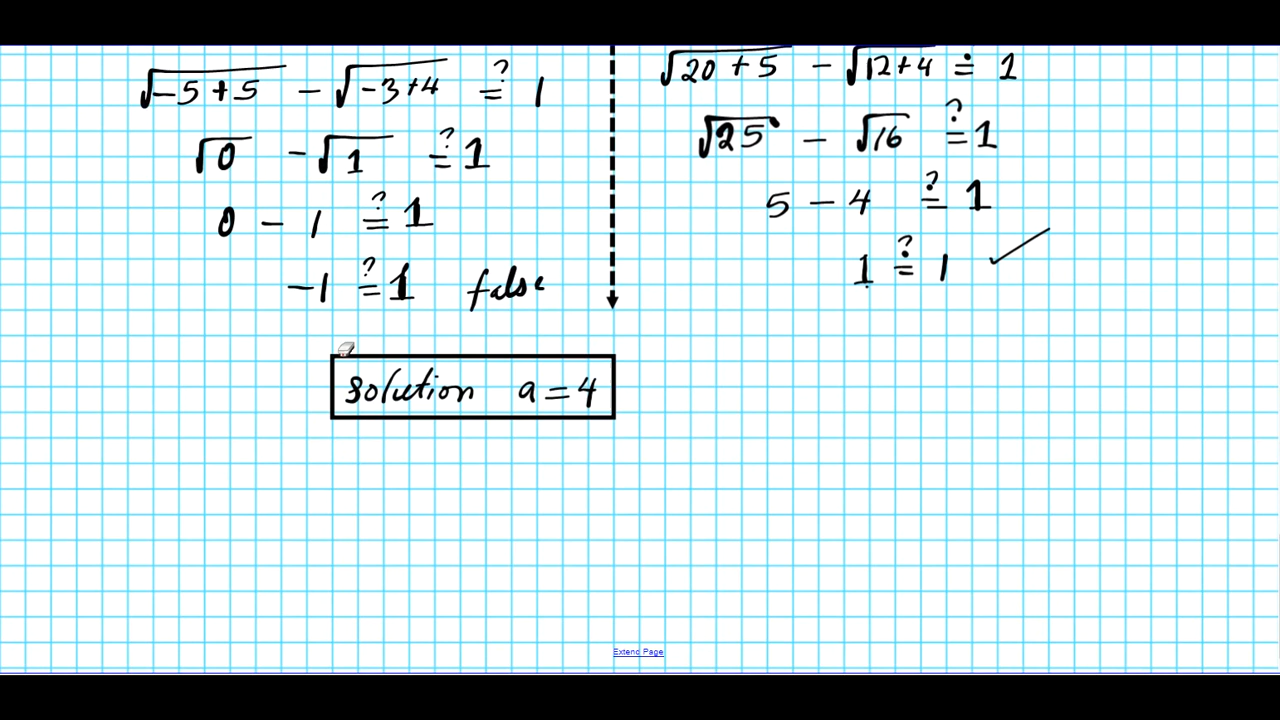 √-5+5 - √-3+4 ≟ 1
√0 - √1 ≟ 1
0 - 1 ≟ 1
-1 ≟ 1 false
√20+5 - √12+4 ≟ 1
√25 - √16 ≟ 1
5 - 4 ≟ 1
1 ≟ 1 ✓
solution a = 4
Extend Page